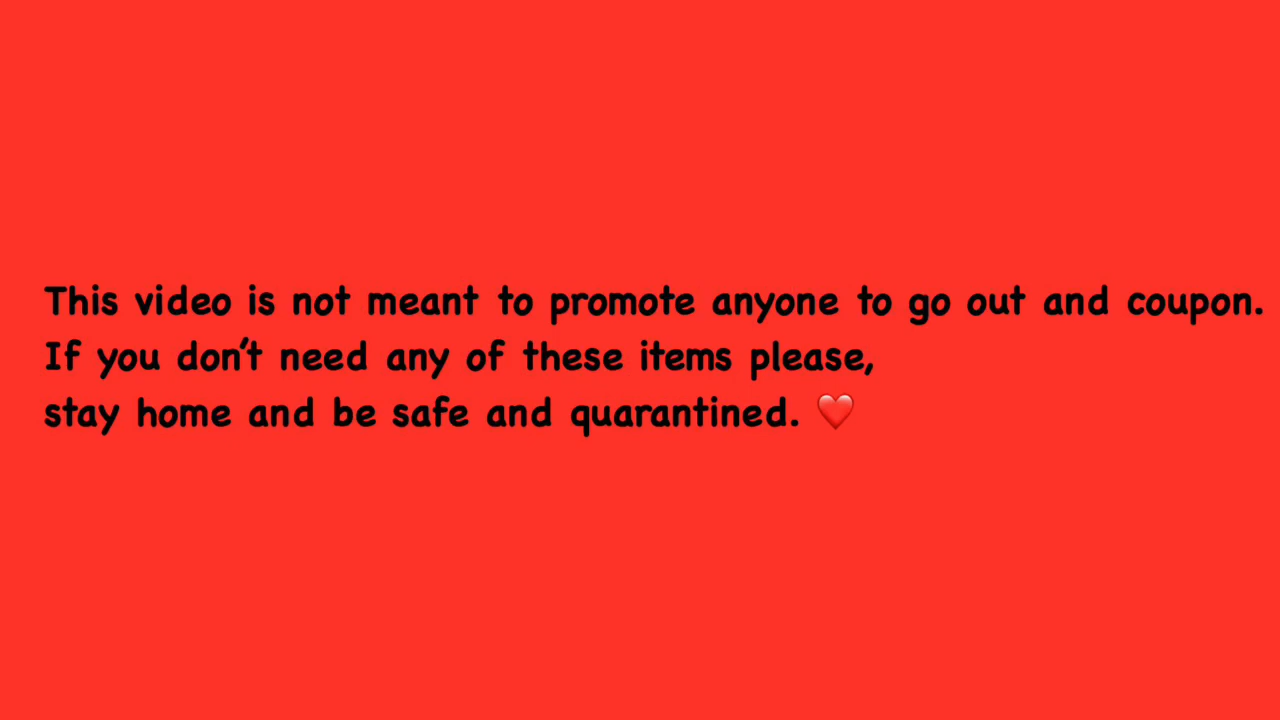 This video is not meant to promote anyone to go out and coupon.
If you don’t need any of these items please,
stay home and be safe and quarantined. ❤️